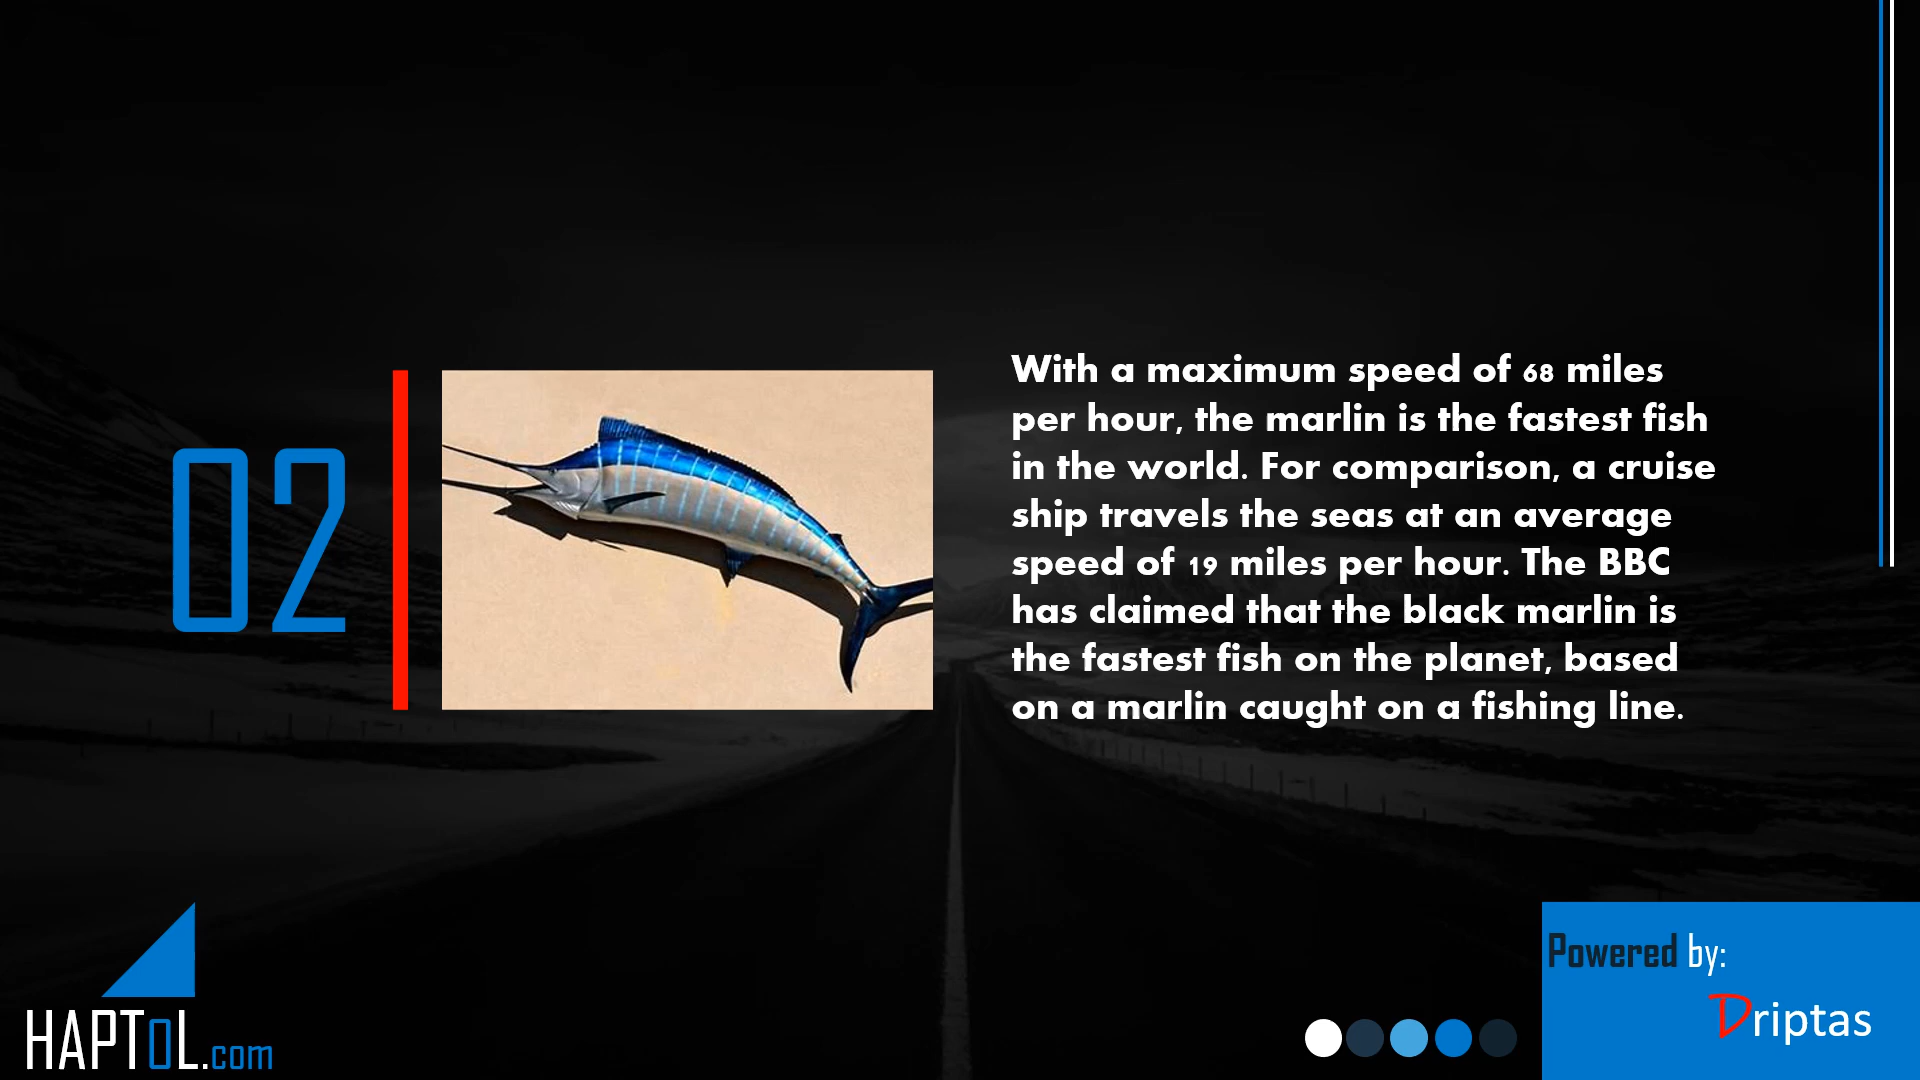 02
With a maximum speed of 68 miles
per hour, the marlin is the fastest fish
in the world. For comparison, a cruise
ship travels the seas at an average
speed of 19 miles per hour. The BBC
has claimed that the black marlin is
the fastest fish on the planet, based
on a marlin caught on a fishing line.
HAPTOL.com
Powered by:
Driptas